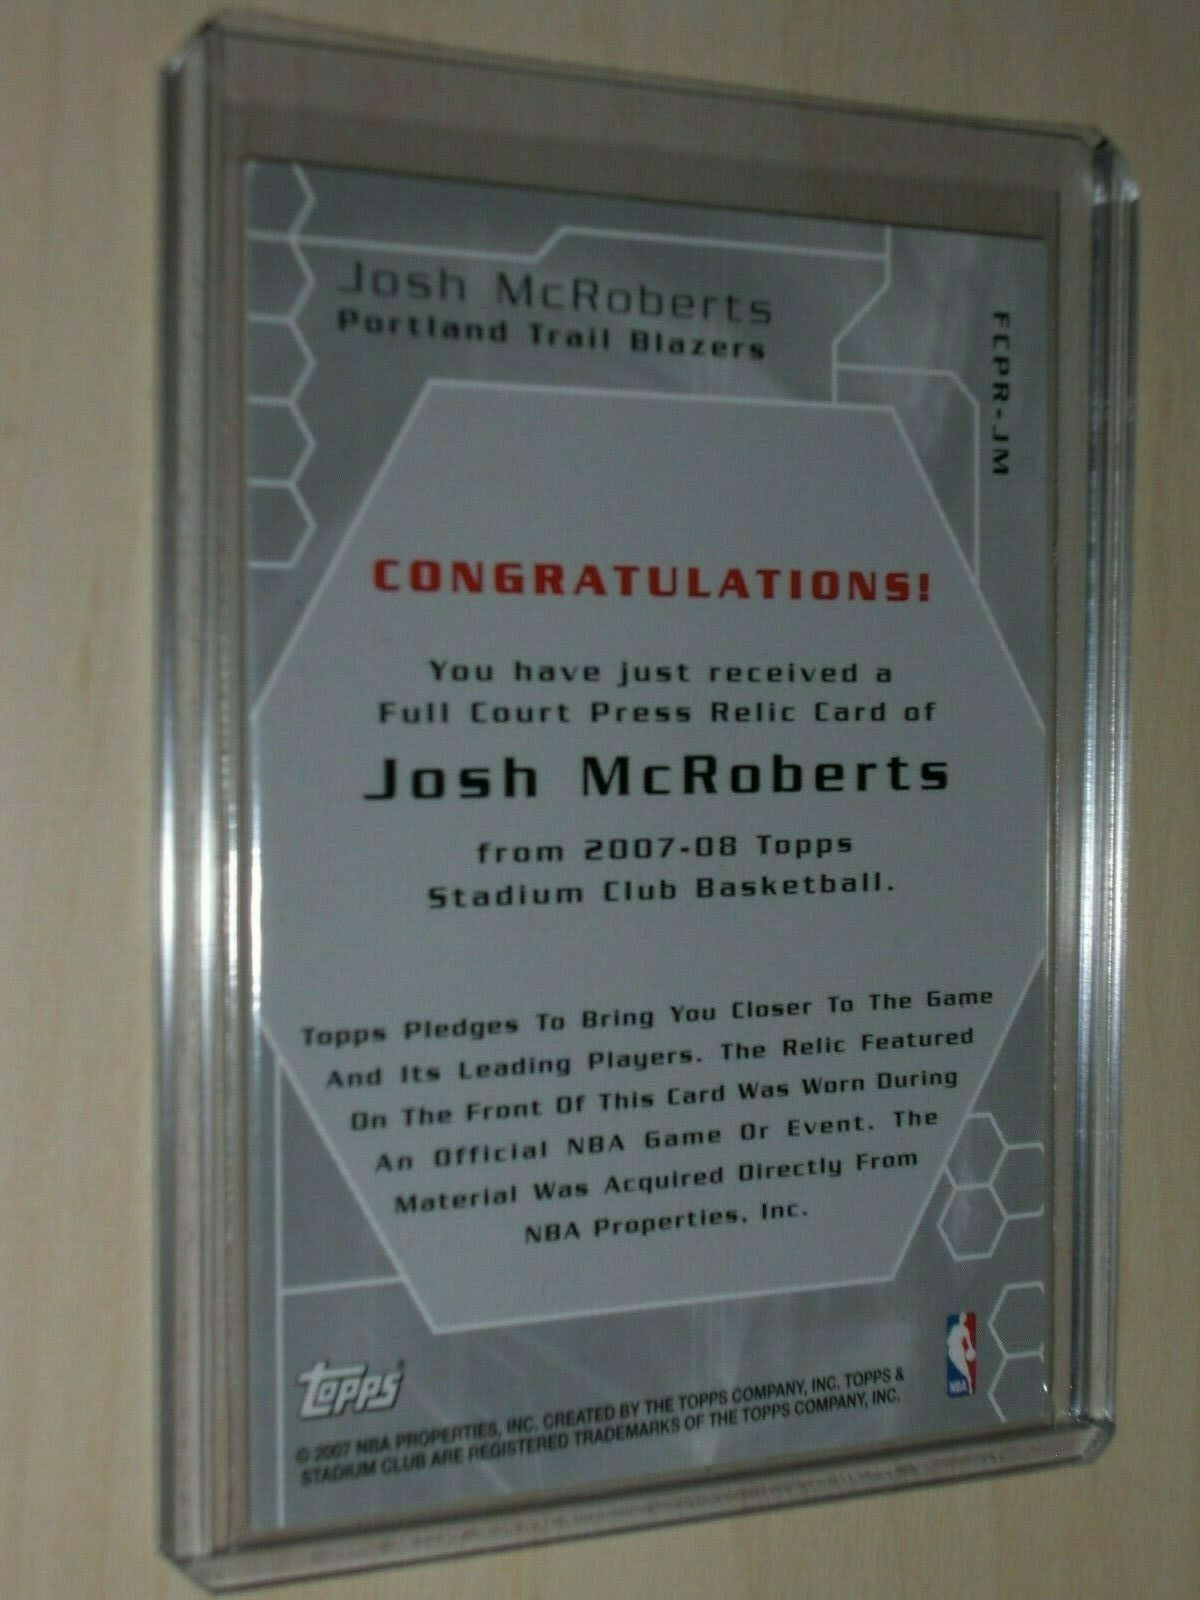 Josh McRoberts
Portland Trail Blazers
FCPR-JM
CONGRATULATIONS!
You have just received a
Full Court Press Relic Card of
Josh McRoberts
from 2007-08 Topps
Stadium Club Basketball.
Topps Pledges To Bring You Closer To The Game
And Its Leading Players. The Relic Featured
On The Front Of This Card Was Worn During
An Official NBA Game Or Event. The
Material Was Acquired Directly From
NBA Properties, Inc.
topps®
NBA
© 2007 NBA PROPERTIES, INC. CREATED BY THE TOPPS COMPANY, INC. TOPPS &
STADIUM CLUB ARE REGISTERED TRADEMARKS OF THE TOPPS COMPANY, INC.